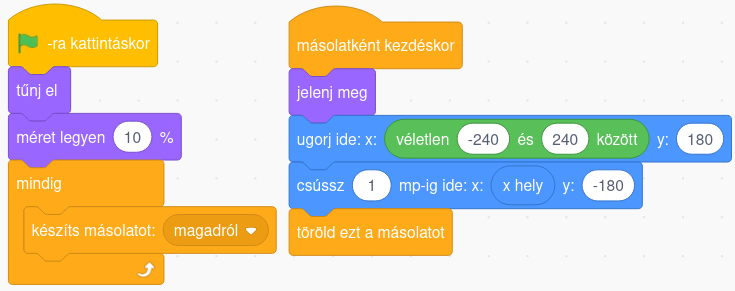 -ra kattintáskor
tűnj el
méret legyen 10 %
mindig
készíts másolatot: magadról
másolatként kezdéskor
jelenj meg
ugorj ide: x: véletlen -240 és 240 között y: 180
csússz 1 mp-ig ide: x: x hely y: -180
töröld ezt a másolatot